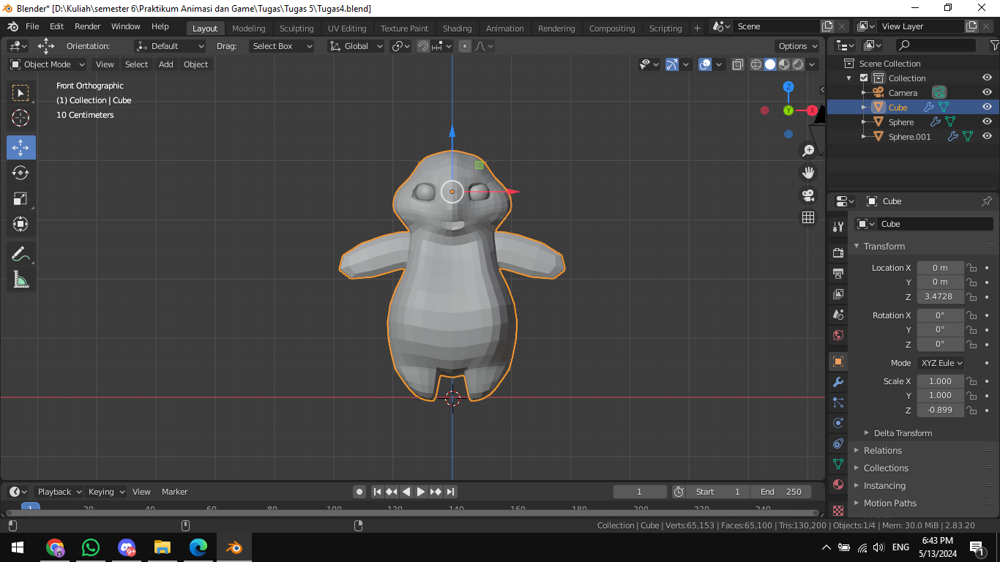 Blender* [D:\Kuliah\semester 6\Praktikum Animasi dan Game\Tugas\Tugas 5\Tugas4.blend]
File Edit Render Window Help Layout Modeling Sculpting UV Editing Texture Paint Shading Animation Rendering Compositing Scripting + Scene View Layer
Orientation: Default Drag: Select Box Global Options
Object Mode View Select Add Object
Front Orthographic
(1) Collection | Cube
10 Centimeters
Z
Y
X
Scene Collection
Collection
Camera
Cube
Sphere
Sphere.001
Cube
Cube
Transform
Location X 0 m
Y 0 m
Z 3.4728
Rotation X 0°
Y 0°
Z 0°
Mode XYZ Eule
Scale X 1.000
Y 1.000
Z -0.899
Delta Transform
Relations
Collections
Instancing
Motion Paths
Playback Keying View Marker 1 Start 1 End 250
1 20 40 60 80 100 120 140 160 180 200 220 240
Collection | Cube | Verts:65,153 | Faces:65,100 | Tris:130,200 | Objects:1/4 | Mem: 30.0 MiB | 2.83.20
9+
ENG
6:43 PM
5/13/2024
1